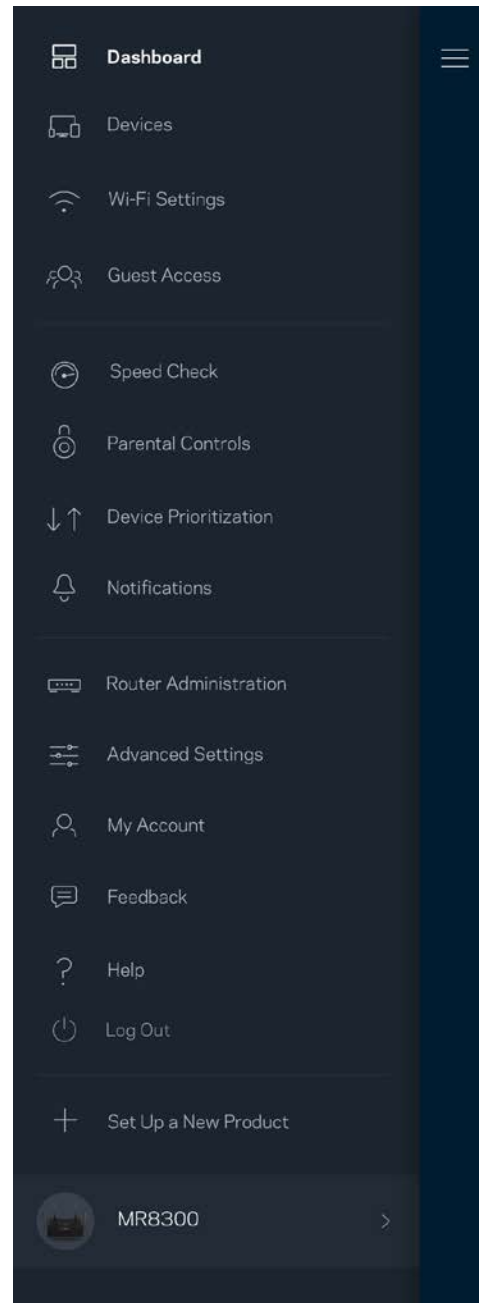 Dashboard
Devices
Wi-Fi Settings
Guest Access
Speed Check
Parental Controls
Device Prioritization
Notifications
Router Administration
Advanced Settings
My Account
Feedback
Help
Log Out
Set Up a New Product
MR8300